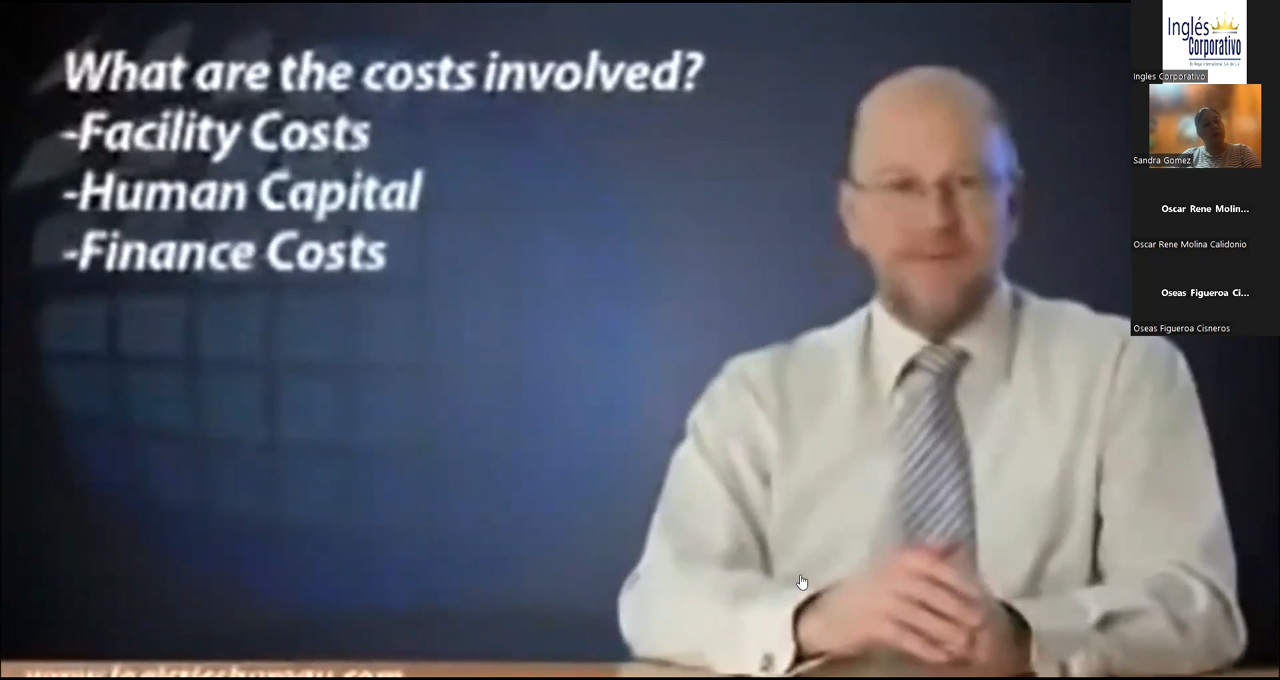 What are the costs involved?
-Facility Costs
-Human Capital
-Finance Costs
Inglés
Corporativo
Ingles Corporativo
Sandra Gomez
Oscar Rene Molin...
Oscar Rene Molina Calidonio
Oseas Figueroa Ci...
Oseas Figueroa Cisneros